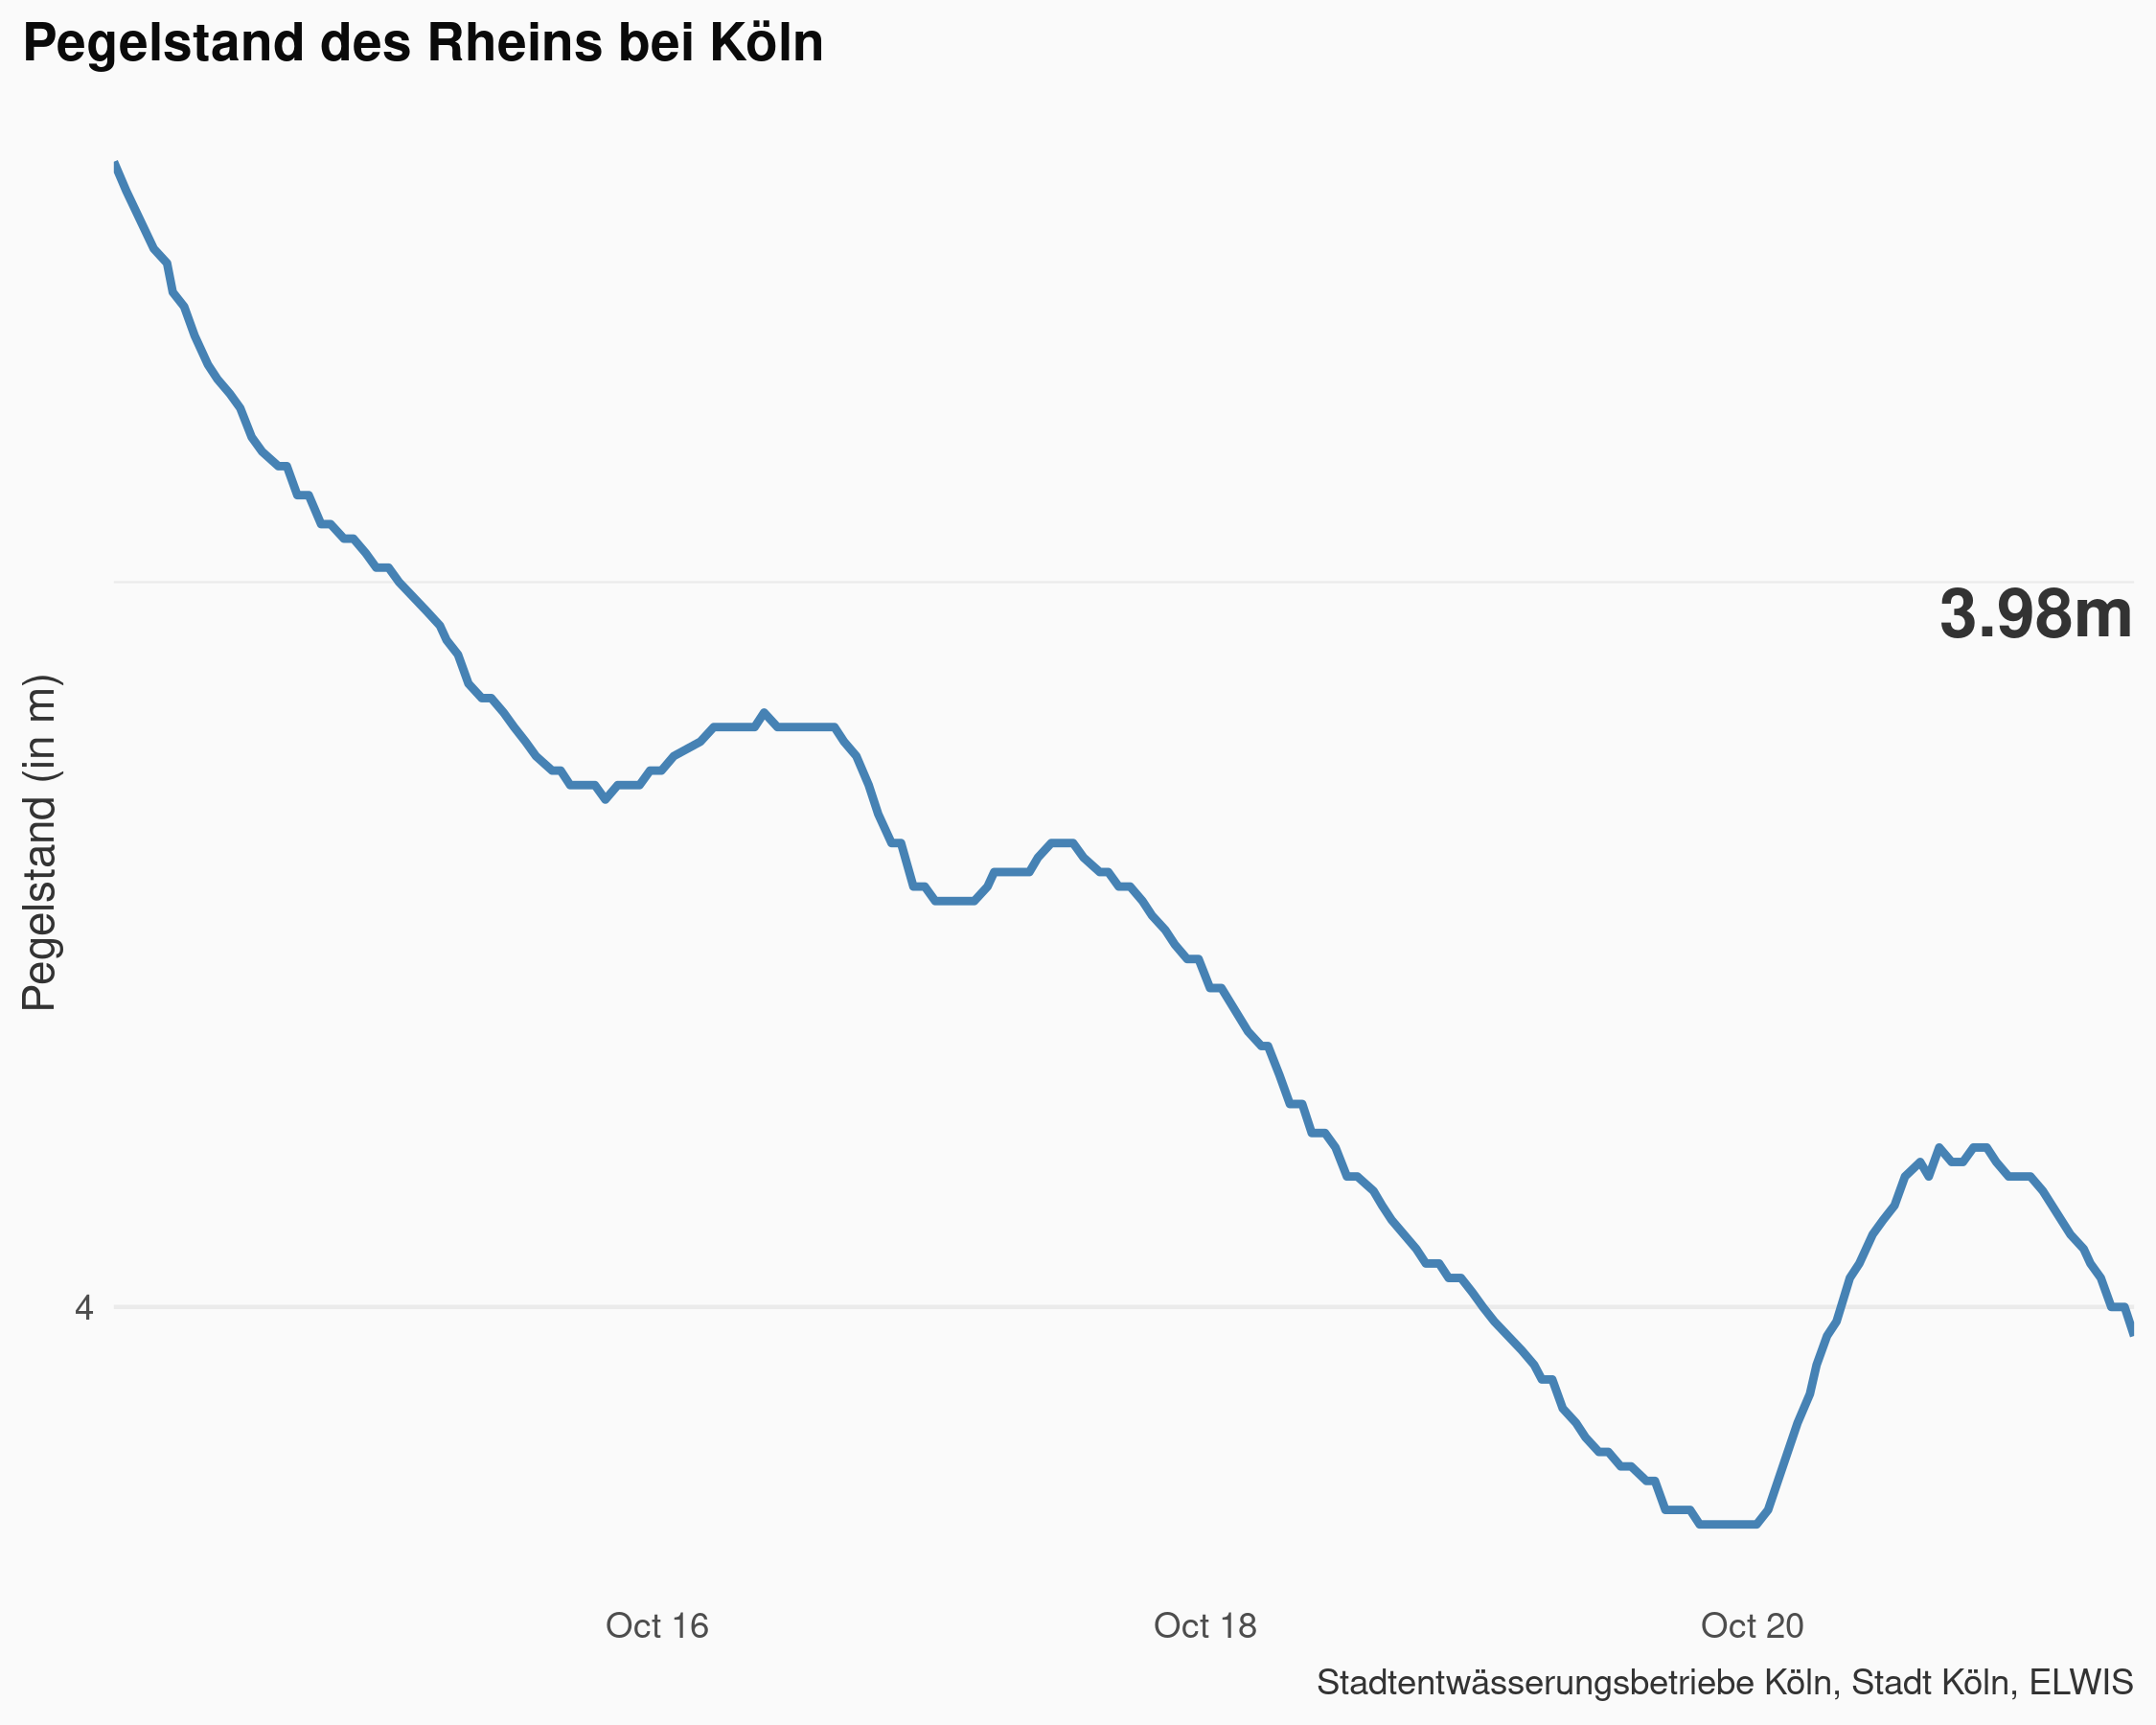 Pegelstand des Rheins bei Köln
3.98m
Pegelstand (in m)
4
Oct 16
Oct 18
Oct 20
Stadtentwässerungsbetriebe Köln, Stadt Köln, ELWIS